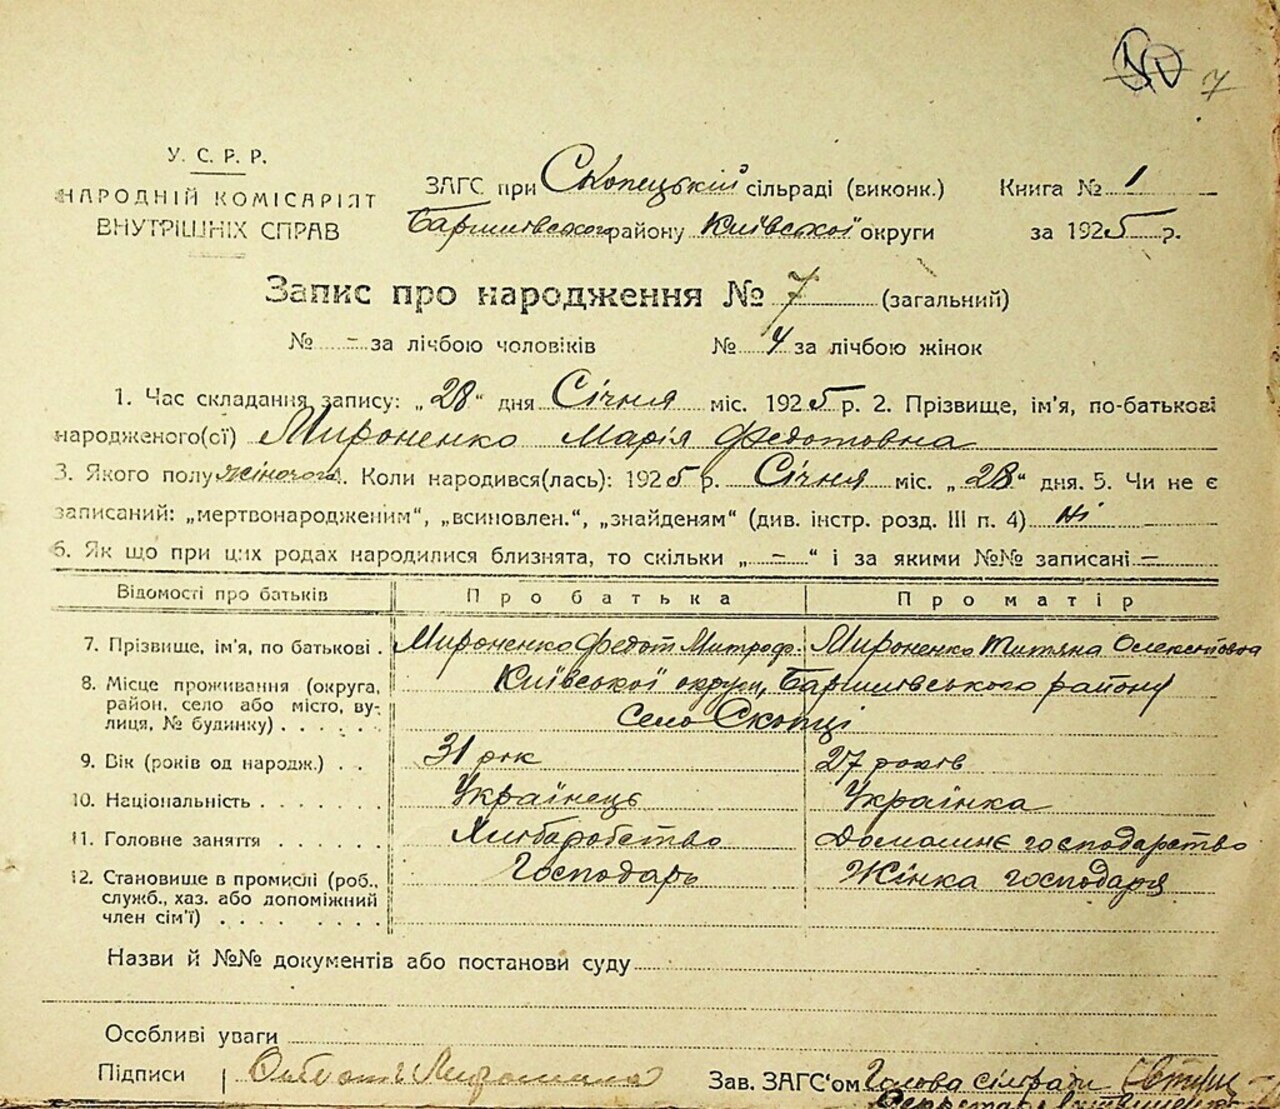 7
У. С. Р. Р.
НАРОДНІЙ КОМІСАРІЯТ
ВНУТРІШНІХ СПРАВ
ЗАГС при Скопецькій сільраді (виконк.)
Баришівського району Київської округи
Книга № 1
за 1925 р.
Запис про народження № 7 (загальний)
№ - за лічбою чоловіків № 4 за лічбою жінок
1. Час складання запису: „28“ дня Січня міс. 1925 р. 2. Прізвище, ім'я, по-батькові
народженого(ої) Мироненко Марія Федотовна
3. Якого полу жіночого 4. Коли народився(лась): 1925 р. Січня міс. „28“ дня. 5. Чи не є
записаний: „мертвонародженим“, „всиновлен.“, „знайденям“ (див. інстр. розд. III п. 4) Ні
6. Як що при цих родах народилися близнята, то скільки „-“ і за якими №№ записані -
Відомості про батьків Про батька Про матір
7. Прізвище, ім'я, по батькові . Мироненко Федот Митроф. Мироненко Титяна Олексіївна
8. Місце проживання (округа, Київської округи, Баришівського району
район, село або місто, ву- село Скопці
лиця, № будинку) . . . . . .
9. Вік (років од народж.) . . 31 рік 27 років
10. Національність . . . . . . . Українець Українка
11. Головне заняття . . . . . . Хліборобство Домашнє господарство
12. Становище в промислі (роб., Господарь Жінка господаря
служб., хаз. або допоміжний
член сім'ї) . . . . . . . .
Назви й №№ документів або постанови суду
Особливі уваги
Підписи Зав. ЗАГС'ом Голова сільради
Секретарь